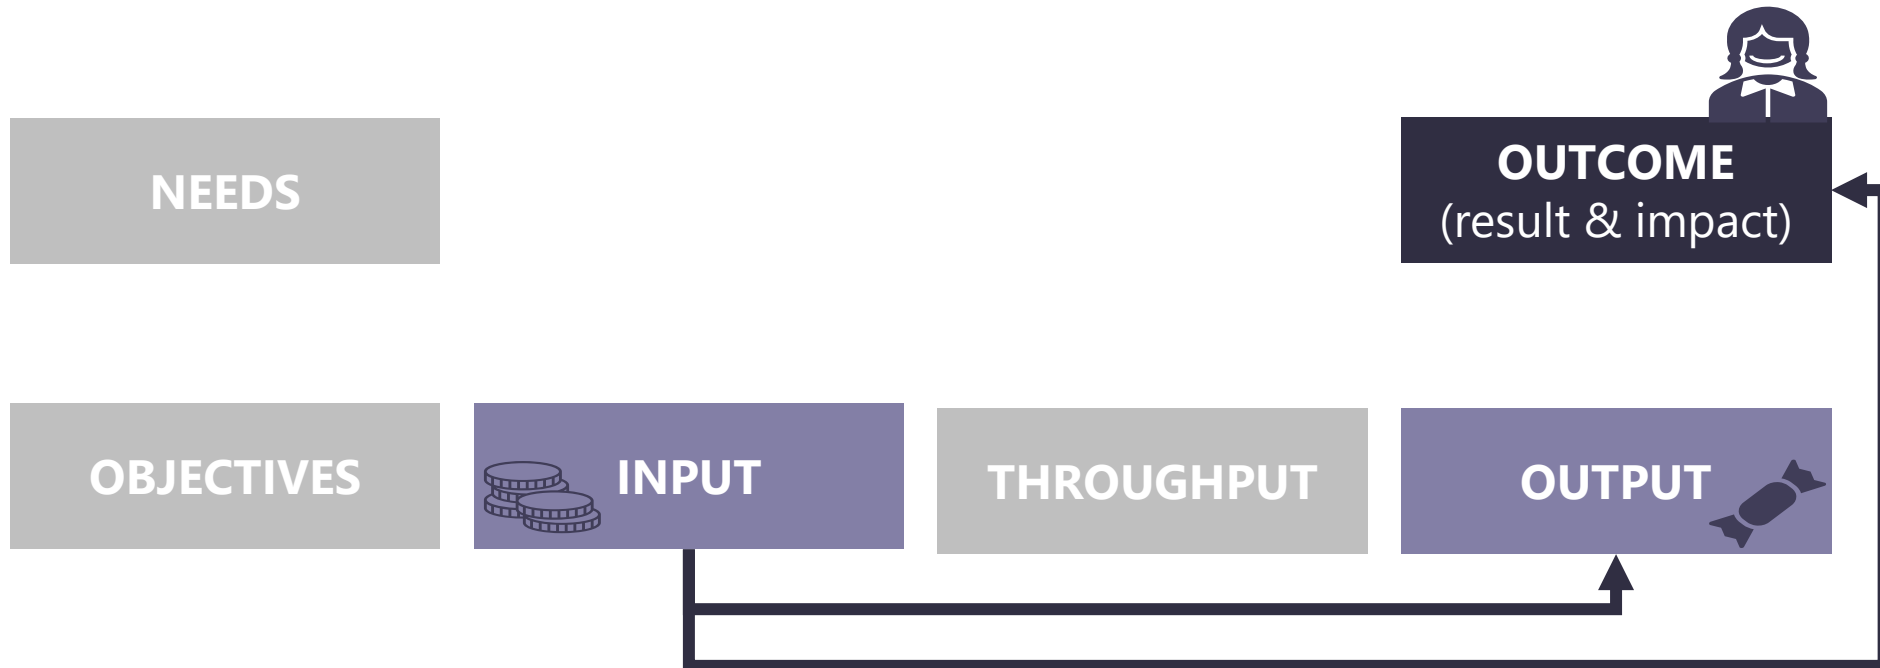 NEEDS
OUTCOME
(result & impact)
OBJECTIVES
INPUT
THROUGHPUT
OUTPUT